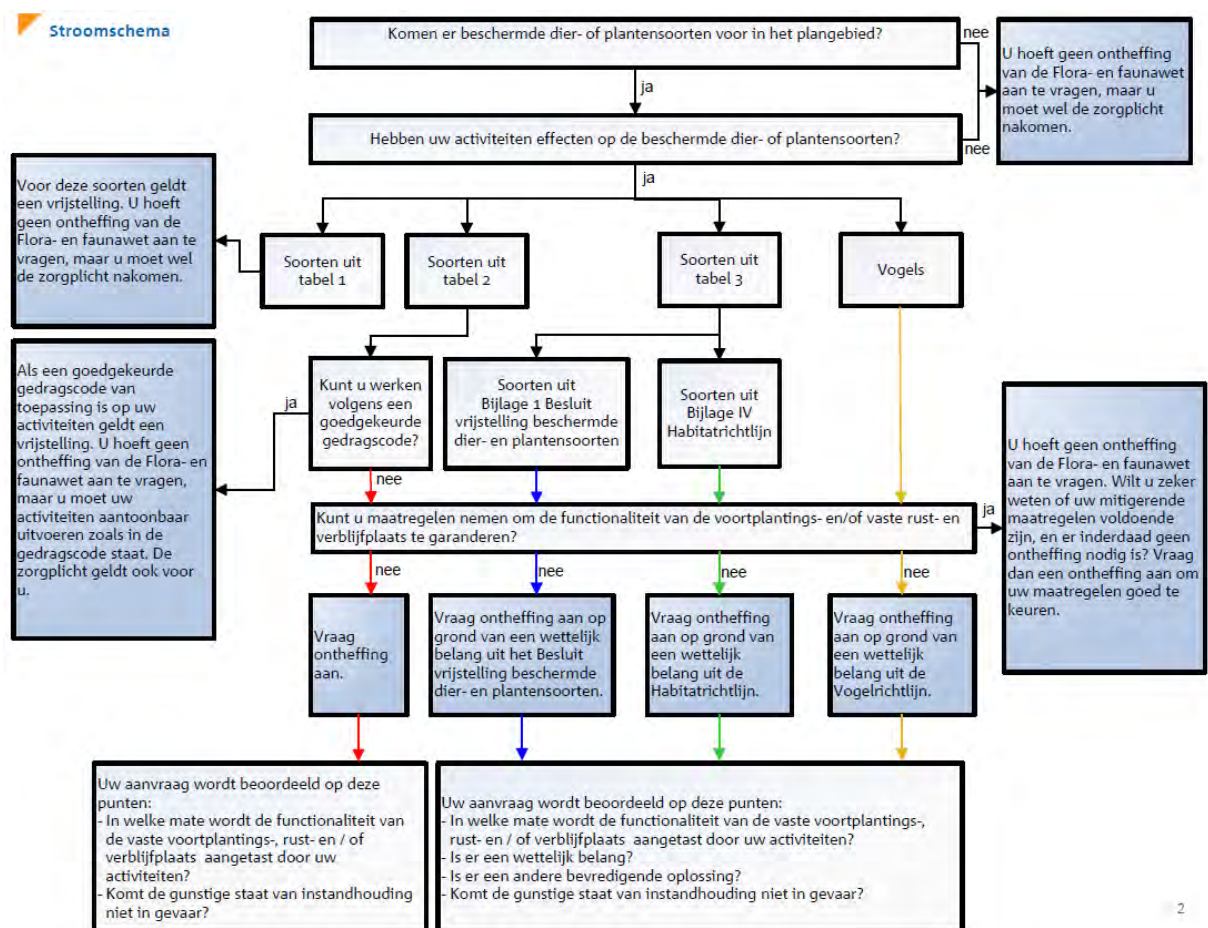 Stroomschema
Komen er beschermde dier- of plantensoorten voor in het plangebied?
nee
U hoeft geen ontheffing
van de Flora- en faunawet
aan te vragen, maar u
moet wel de zorgplicht
nakomen.
ja
Hebben uw activiteiten effecten op de beschermde dier- of plantensoorten?
nee
ja
Voor deze soorten geldt
een vrijstelling. U hoeft
geen ontheffing van de
Flora- en faunawet aan te
vragen, maar u moet wel
de zorgplicht nakomen.
Soorten uit
tabel 1
Soorten uit
tabel 2
Soorten uit
tabel 3
Vogels
Als een goedgekeurde
gedragscode van
toepassing is op uw
activiteiten geldt een
vrijstelling. U hoeft geen
ontheffing van de Flora- en
faunawet aan te vragen,
maar u moet uw
activiteiten aantoonbaar
uitvoeren zoals in de
gedragscode staat. De
zorgplicht geldt ook voor
u.
ja
Kunt u werken
volgens een
goedgekeurde
gedragscode?
Soorten uit
Bijlage 1 Besluit
vrijstelling beschermde
dier- en plantensoorten
Soorten uit
Bijlage IV
Habitatrichtlijn
nee
Kunt u maatregelen nemen om de functionaliteit van de voortplantings- en/of vaste rust- en
verblijfplaats te garanderen?
ja
U hoeft geen ontheffing
van de Flora- en faunawet
aan te vragen. Wilt u zeker
weten of uw mitigerende
maatregelen voldoende
zijn, en er inderdaad geen
ontheffing nodig is? Vraag
dan een ontheffing aan om
uw maatregelen goed te
keuren.
nee
nee
nee
nee
Vraag
ontheffing
aan.
Vraag ontheffing aan op
grond van een wettelijk
belang uit het Besluit
vrijstelling beschermde
dier- en plantensoorten.
Vraag ontheffing
aan op grond van
een wettelijk
belang uit de
Habitatrichtlijn.
Vraag ontheffing
aan op grond van
een wettelijk
belang uit de
Vogelrichtlijn.
Uw aanvraag wordt beoordeeld op deze
punten:
- In welke mate wordt de functionaliteit van
de vaste voortplantings-, rust- en / of
verblijfplaats aangetast door uw
activiteiten?
- Komt de gunstige staat van instandhouding
niet in gevaar?
Uw aanvraag wordt beoordeeld op deze punten:
- In welke mate wordt de functionaliteit van de vaste voortplantings-,
rust- en / of verblijfplaats aangetast door uw activiteiten?
- Is er een wettelijk belang?
- Is er een andere bevredigende oplossing?
- Komt de gunstige staat van instandhouding niet in gevaar?
2